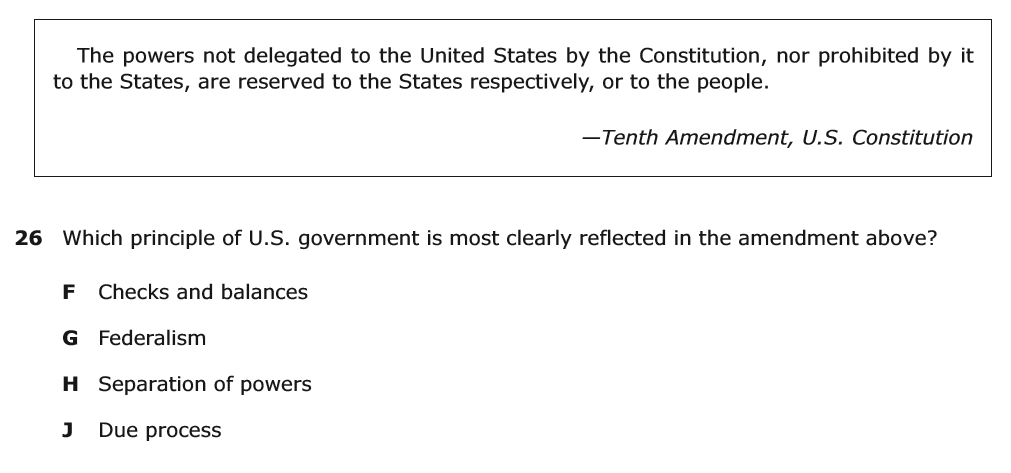 The powers not delegated to the United States by the Constitution, nor prohibited by it
to the States, are reserved to the States respectively, or to the people.
—Tenth Amendment, U.S. Constitution
26 Which principle of U.S. government is most clearly reflected in the amendment above?
F Checks and balances
G Federalism
H Separation of powers
J Due process